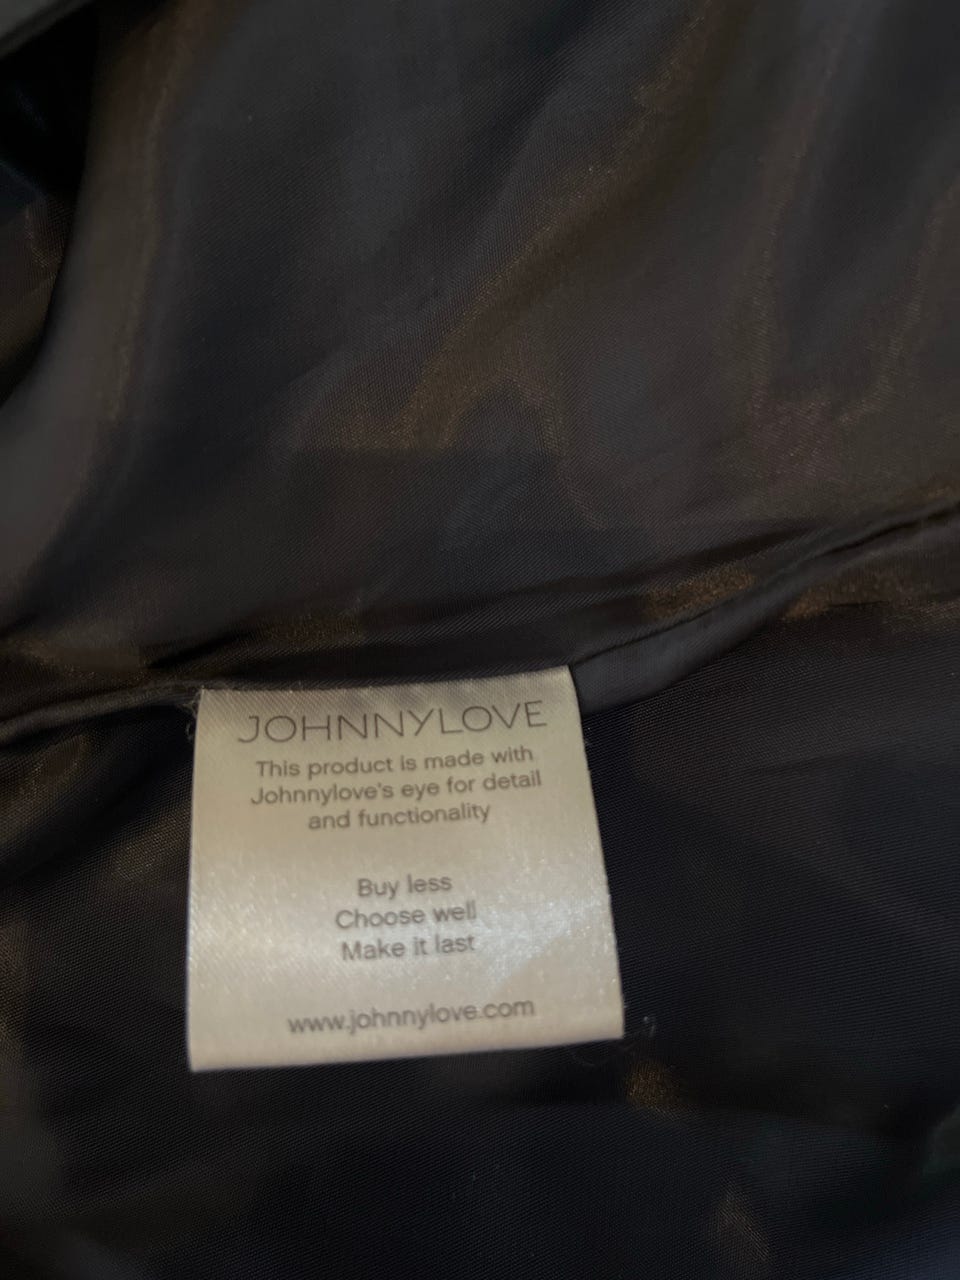 JOHNNYLOVE
This product is made with
Johnnylove's eye for detail
and functionality
Buy less
Choose well
Make it last
www.johnnylove.com